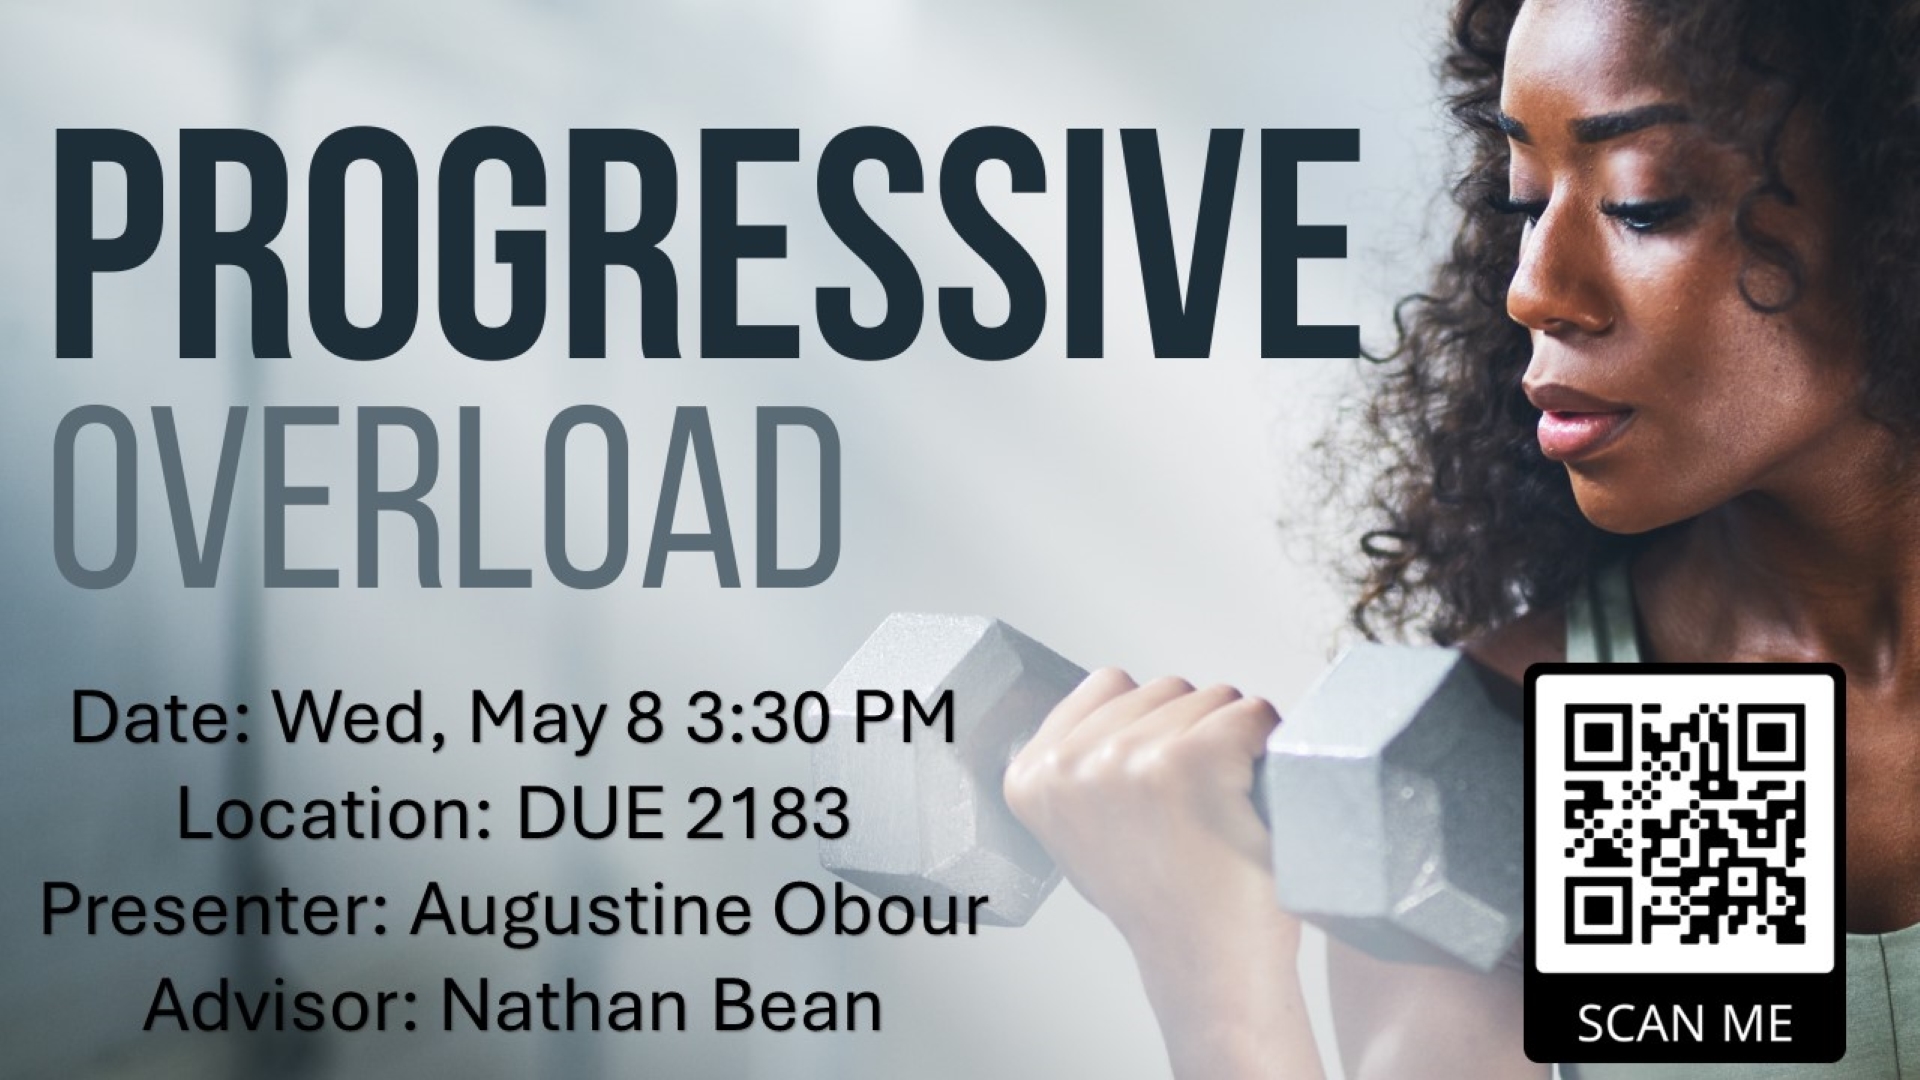 PROGRESSIVE
OVERLOAD
Date: Wed, May 8 3:30 PM
Location: DUE 2183
Presenter: Augustine Obour
Advisor: Nathan Bean
SCAN ME